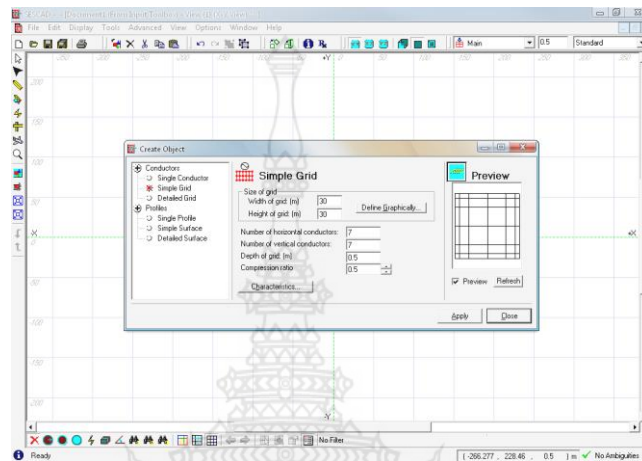 File Edit Display Tools Advanced View Options Window Help
Main 0.5 Standard
+Y
-X
+X
-Y
Create Object
Conductors
Single Conductor
Simple Grid
Detailed Grid
Profiles
Single Profile
Simple Surface
Detailed Surface
Simple Grid
Size of grid
Width of grid: (m) 30
Height of grid: (m) 30
Define Graphically...
Number of horizontal conductors: 7
Number of vertical conductors: 7
Depth of grid: (m) 0.5
Compression ratio 0.5
Characteristics...
Preview
Preview Refresh
Apply Close
No Filter
Ready
( -266.277 , 228.46 , 0.5 ) m No Ambiguities